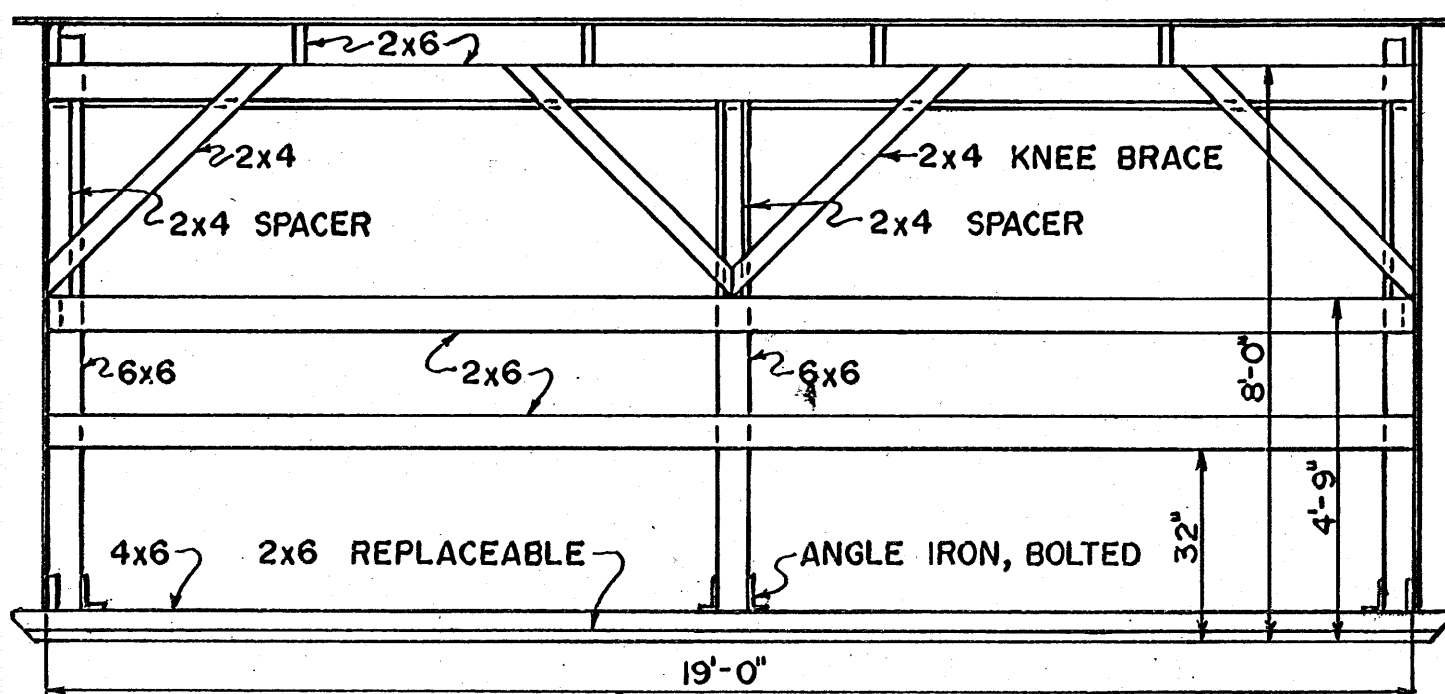 2x6
2x4
2x4 KNEE BRACE
2x4 SPACER
2x4 SPACER
6x6
2x6
6x6
8'-0"
4'-9"
32"
4x6
2x6 REPLACEABLE
ANGLE IRON, BOLTED
19'-0"